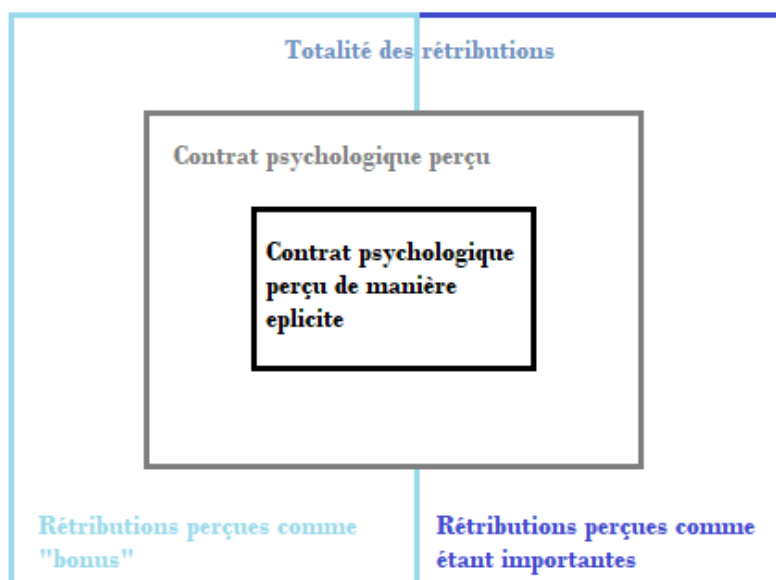 Totalité des rétributions
Contrat psychologique perçu
Contrat psychologique
perçu de manière
eplicite
Rétributions perçues comme
"bonus"
Rétributions perçues comme
étant importantes